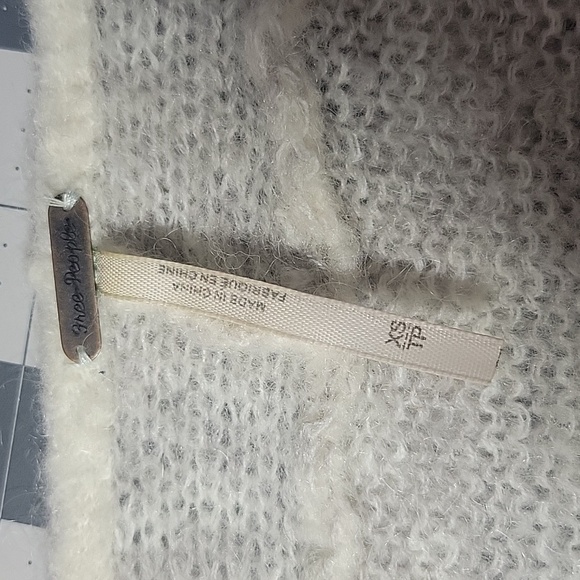 Free People
MADE IN CHINA
FABRIQUE EN CHINE
XS
TP